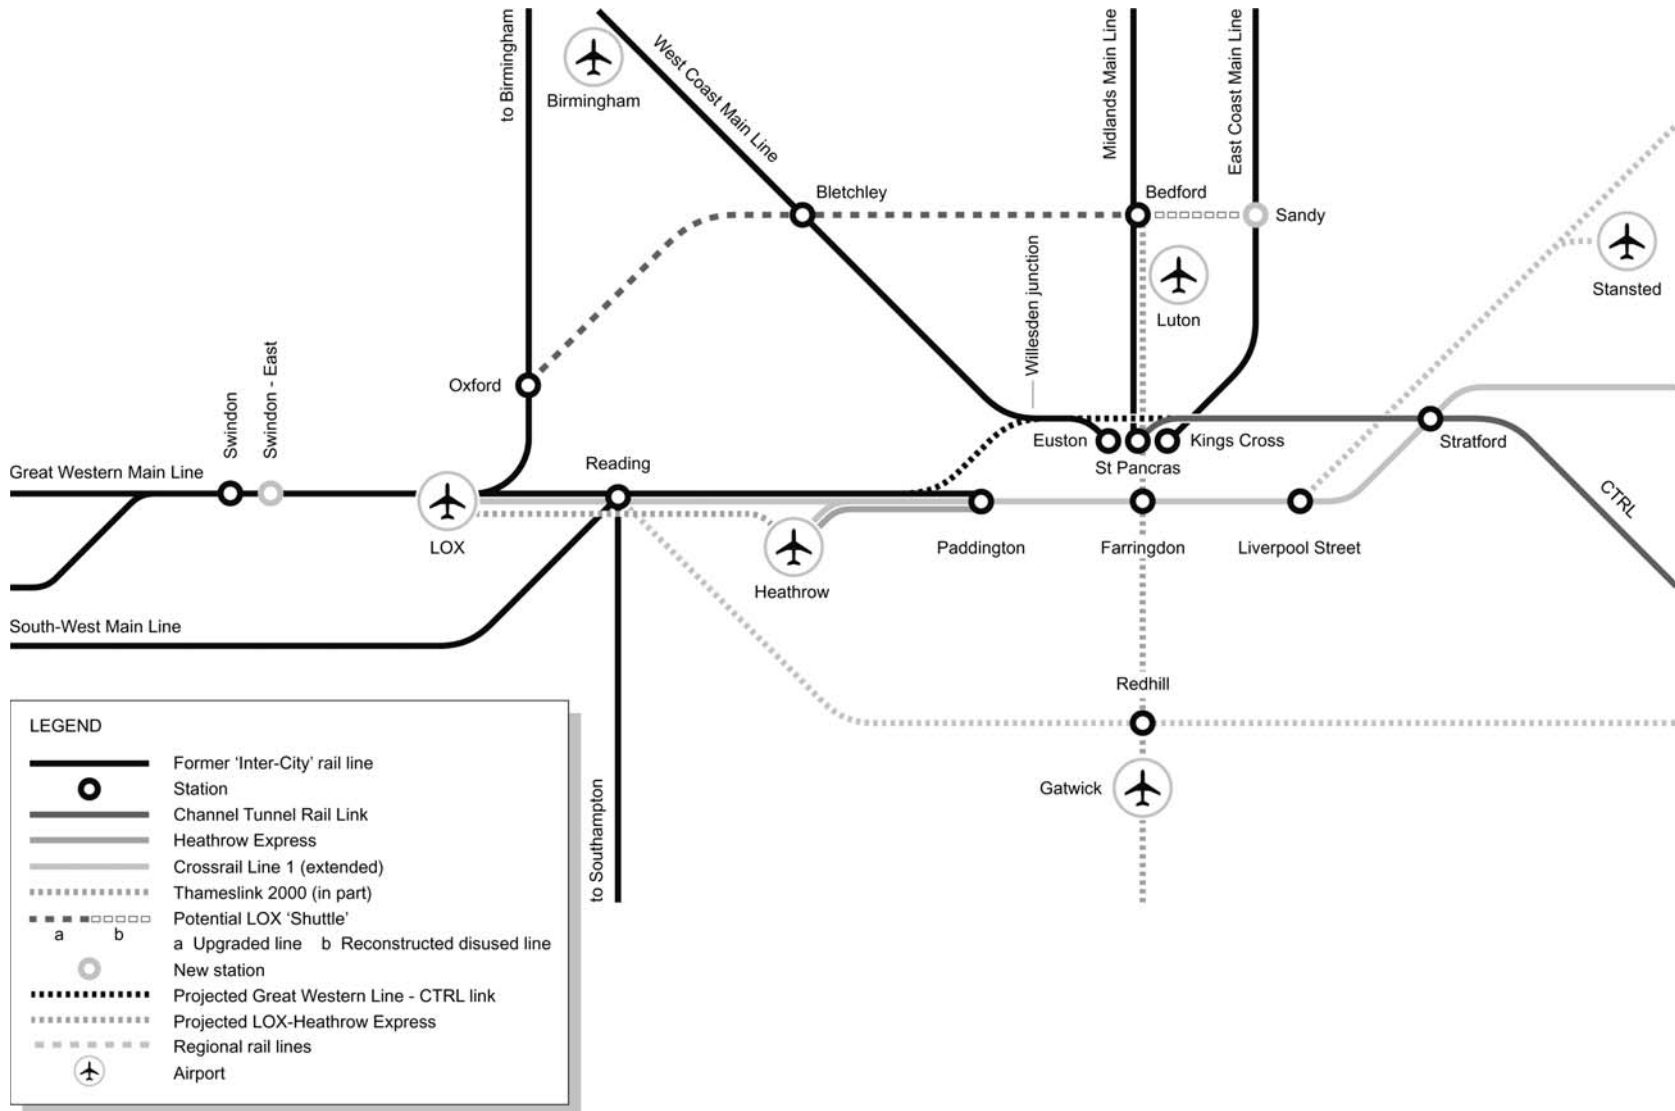 to Birmingham
Birmingham
West Coast Main Line
Midlands Main Line
East Coast Main Line
Bletchley
Bedford
Sandy
Stansted
Luton
Willesden junction
Oxford
Swindon
Swindon - East
Great Western Main Line
Reading
Euston
Kings Cross
St Pancras
Stratford
CTRL
LOX
Heathrow
Paddington
Farringdon
Liverpool Street
South-West Main Line
Redhill
Gatwick
to Southampton
LEGEND
Former ‘Inter-City’ rail line
Station
Channel Tunnel Rail Link
Heathrow Express
Crossrail Line 1 (extended)
Thameslink 2000 (in part)
Potential LOX ‘Shuttle’
a b
a Upgraded line b Reconstructed disused line
New station
Projected Great Western Line - CTRL link
Projected LOX-Heathrow Express
Regional rail lines
Airport